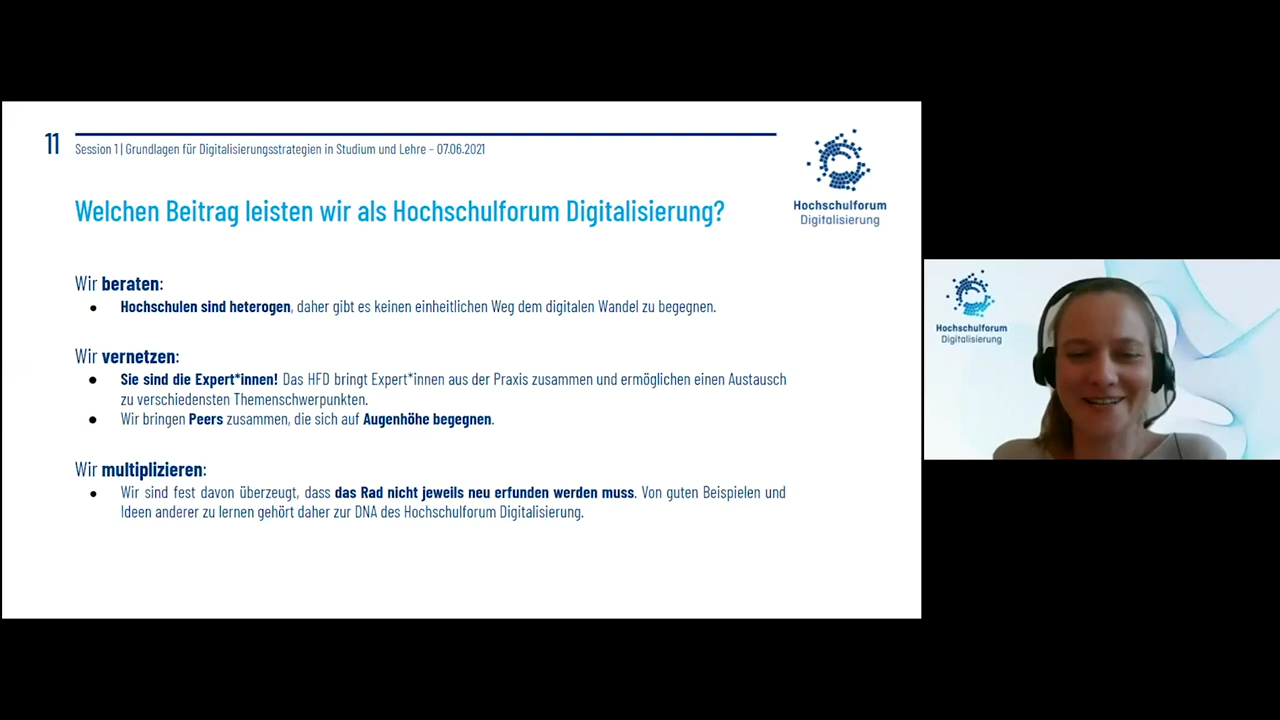 11
Session 1 | Grundlagen für Digitalisierungsstrategien in Studium und Lehre – 07.06.2021
Hochschulforum
Digitalisierung
Welchen Beitrag leisten wir als Hochschulforum Digitalisierung?
Wir beraten:
● Hochschulen sind heterogen, daher gibt es keinen einheitlichen Weg dem digitalen Wandel zu begegnen.
Wir vernetzen:
● Sie sind die Expert*innen! Das HFD bringt Expert*innen aus der Praxis zusammen und ermöglichen einen Austausch
zu verschiedensten Themenschwerpunkten.
● Wir bringen Peers zusammen, die sich auf Augenhöhe begegnen.
Wir multiplizieren:
● Wir sind fest davon überzeugt, dass das Rad nicht jeweils neu erfunden werden muss. Von guten Beispielen und
Ideen anderer zu lernen gehört daher zur DNA des Hochschulforum Digitalisierung.
Hochschulforum
Digitalisierung